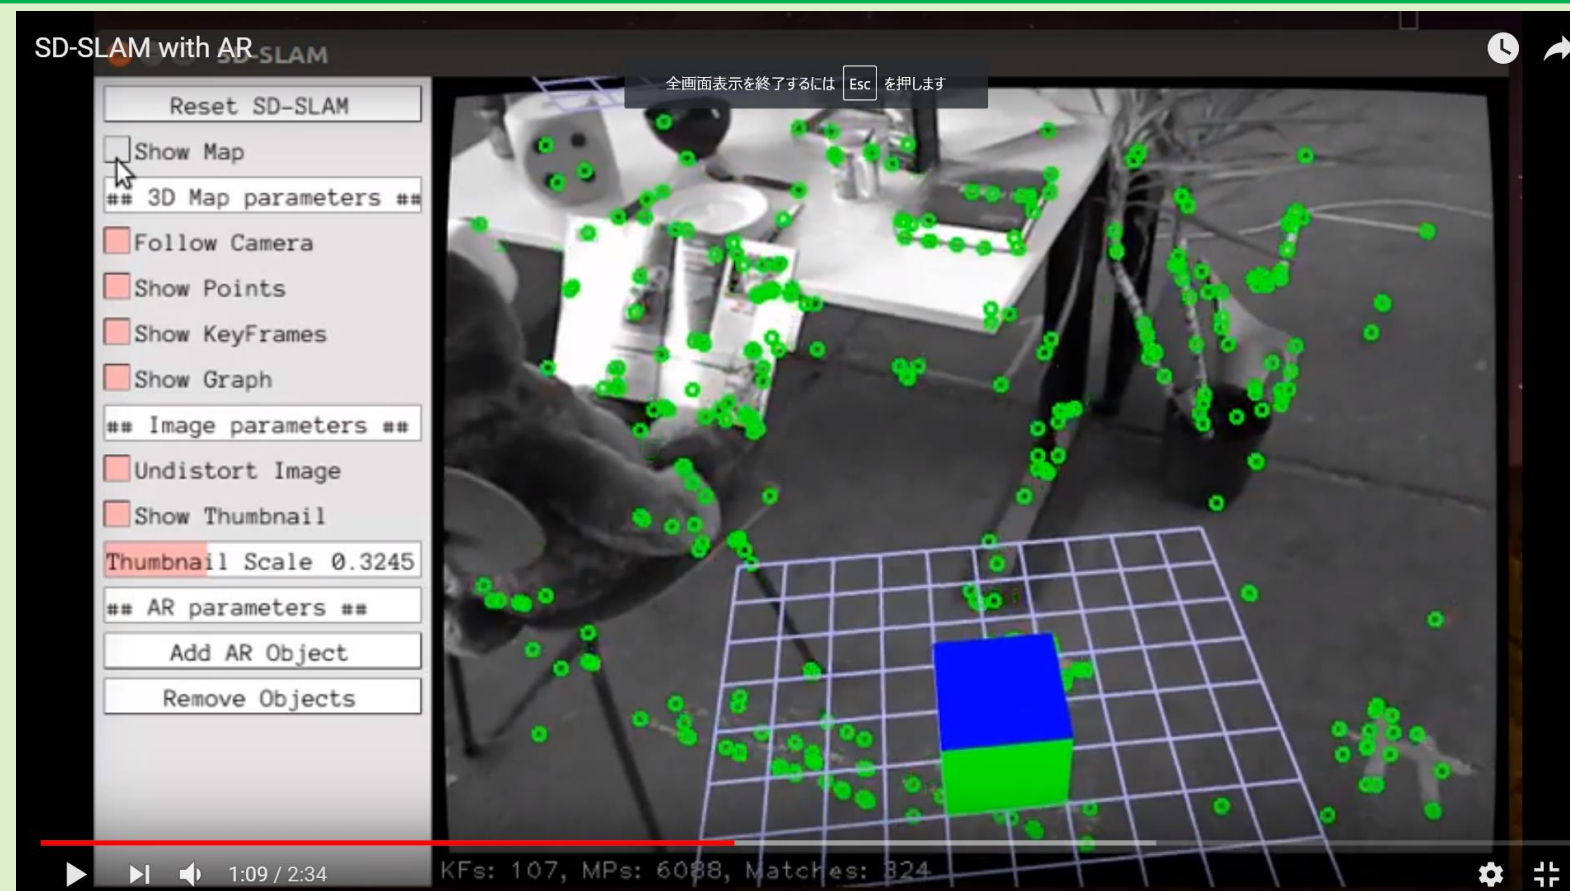 SD-SLAM with AR
SD-SLAM
全画面表示を終了するには Esc を押します
Reset SD-SLAM
Show Map
## 3D Map parameters ##
Follow Camera
Show Points
Show KeyFrames
Show Graph
## Image parameters ##
Undistort Image
Show Thumbnail
Thumbnail Scale 0.3245
## AR parameters ##
Add AR Object
Remove Objects
1:09 / 2:34
KFs: 107, MPs: 6088, Matches: 324